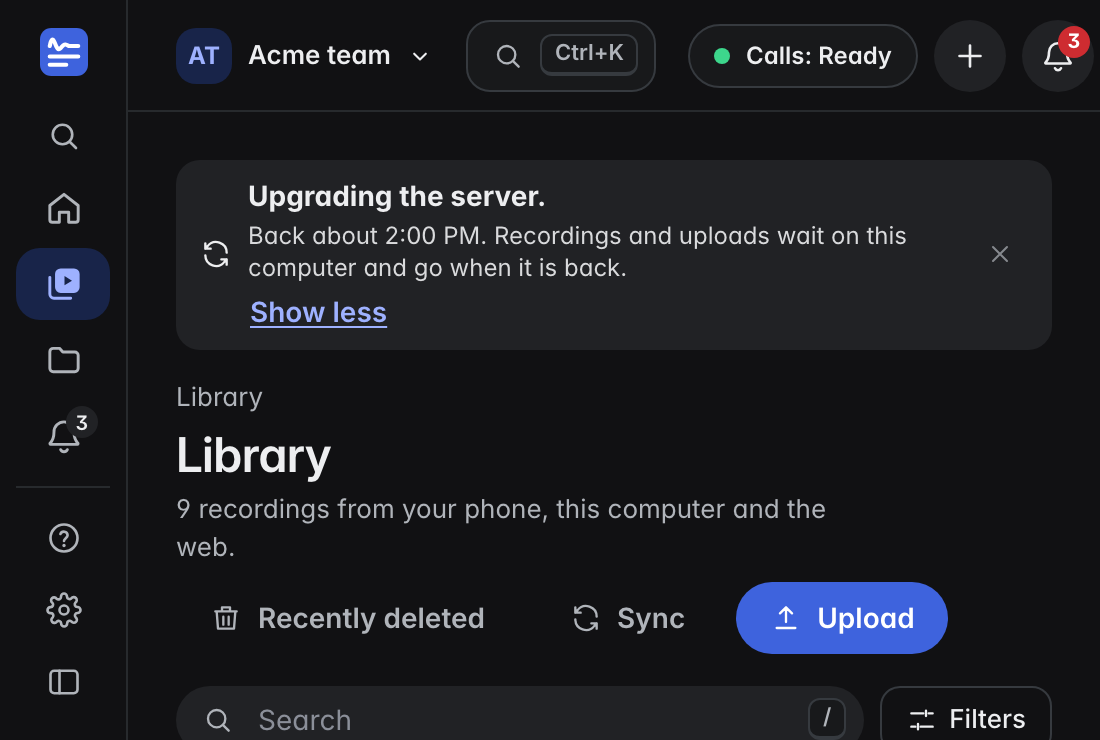 AT Acme team Ctrl+K Calls: Ready 3
Upgrading the server.
Back about 2:00 PM. Recordings and uploads wait on this
computer and go when it is back.
Show less
Library
3
Library
9 recordings from your phone, this computer and the
web.
Recently deleted Sync Upload
Search / Filters